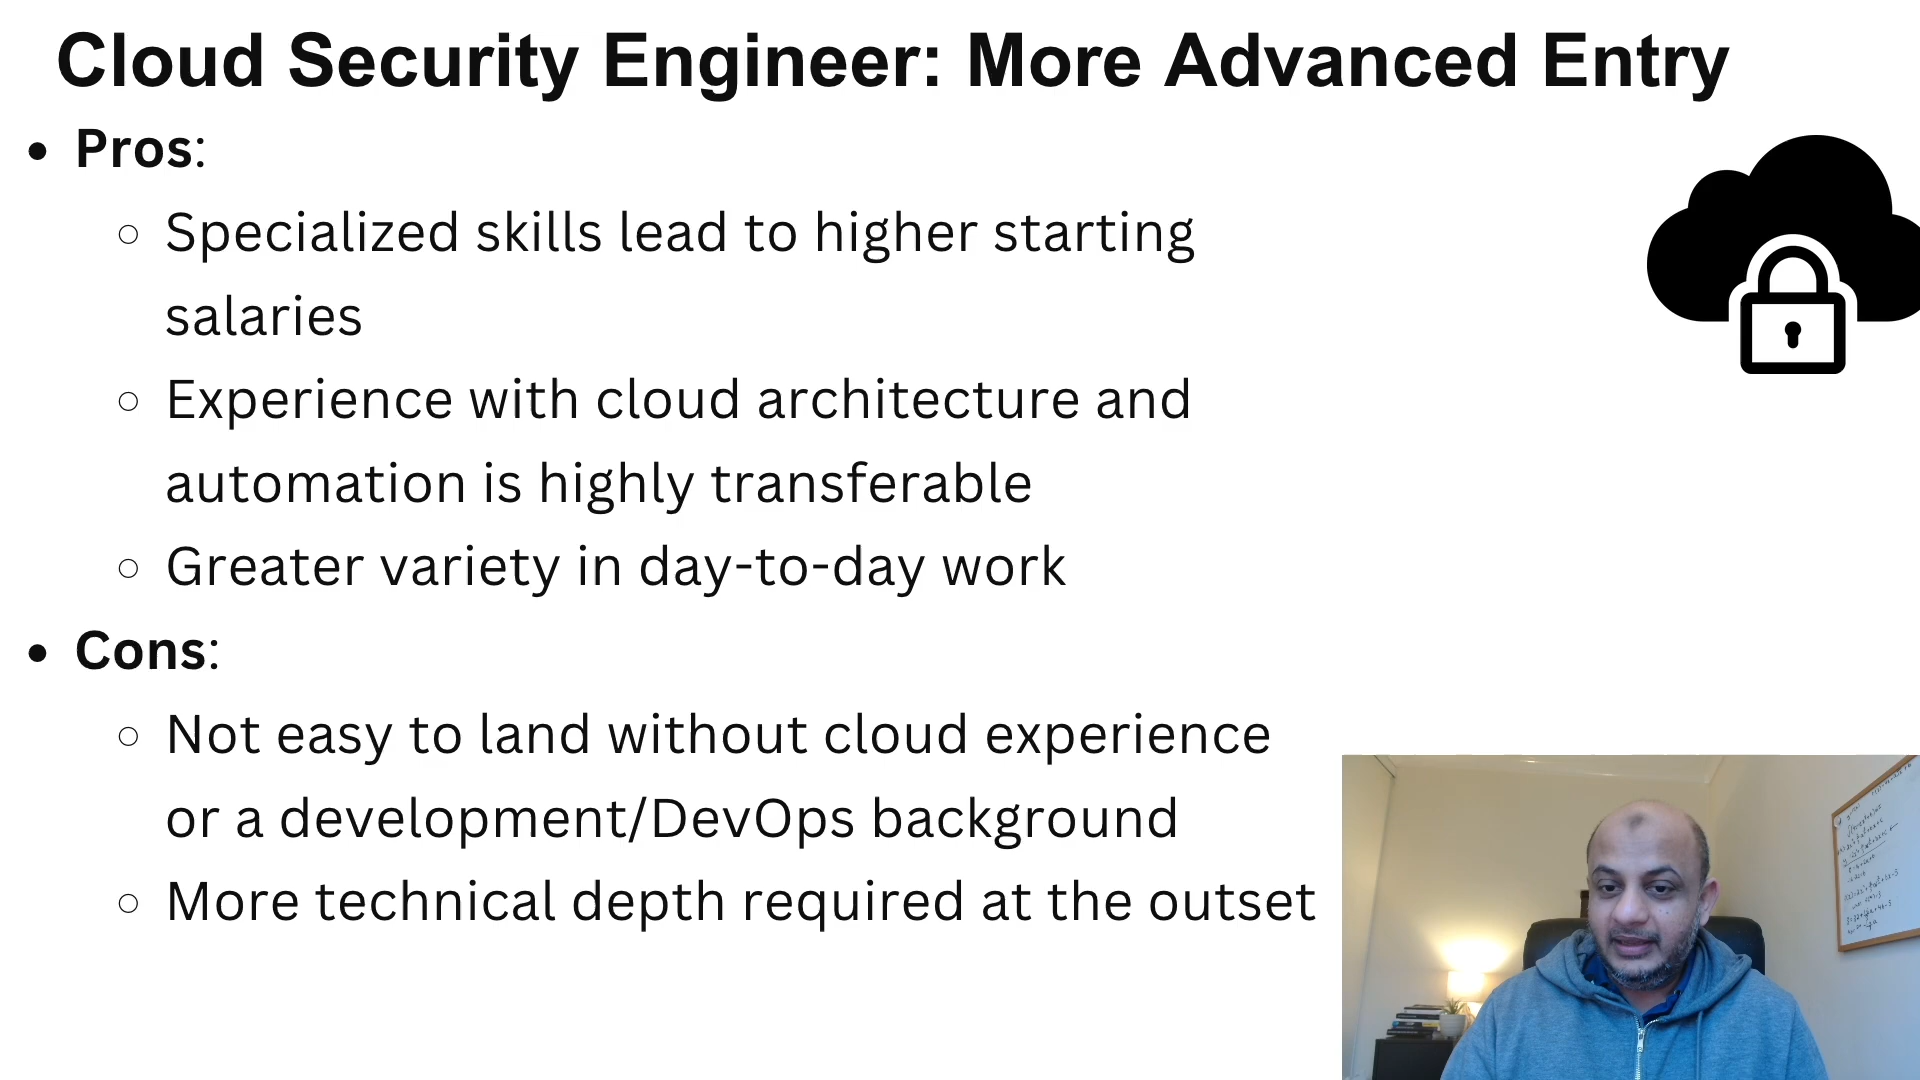 Cloud Security Engineer: More Advanced Entry
• Pros:
○ Specialized skills lead to higher starting
salaries
○ Experience with cloud architecture and
automation is highly transferable
○ Greater variety in day-to-day work
• Cons:
○ Not easy to land without cloud experience
or a development/DevOps background
○ More technical depth required at the outset